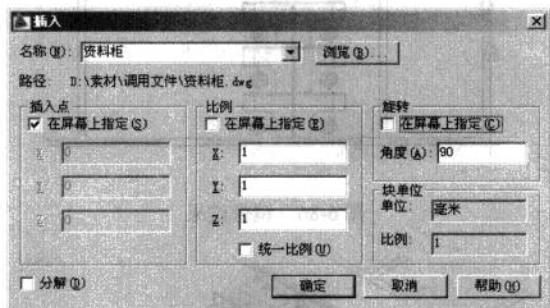 插入
名称(N): 资料柜 浏览(B)...
路径: D:\素材\调用文件\资料柜.dwg
插入点 比例 旋转
在屏幕上指定(S) 在屏幕上指定(E) 在屏幕上指定(C)
X: 0 X: 1 角度(A): 90
Y: 0 Y: 1 块单位
单位: 毫米
Z: 0 Z: 1 比例: 1
统一比例(U)
分解(D) 确定 取消 帮助(H)